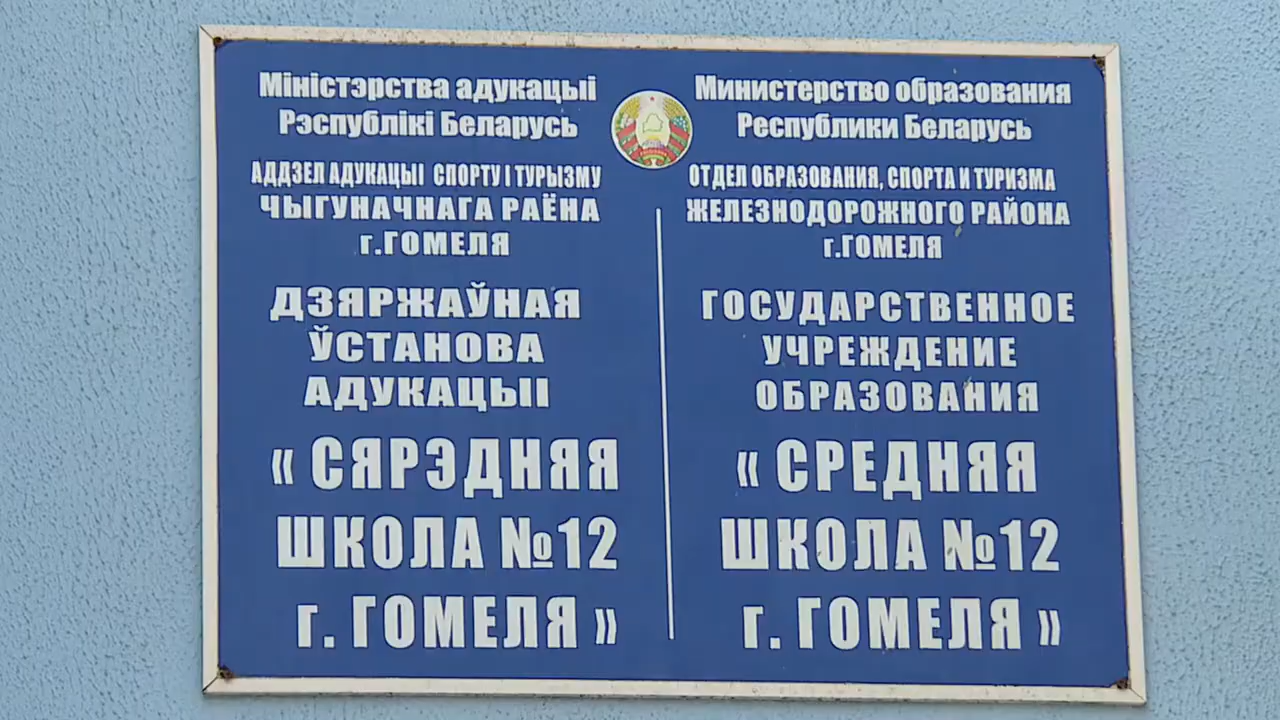 Міністэрства адукацыі
Рэспублікі Беларусь
АДДЗЕЛ АДУКАЦЫІ СПОРТУ І ТУРЫЗМУ
ЧЫГУНАЧНАГА РАЁНА
г.ГОМЕЛЯ
ДЗЯРЖАЎНАЯ
ЎСТАНОВА
АДУКАЦЫІ
« СЯРЭДНЯЯ
ШКОЛА №12
г. ГОМЕЛЯ »
Министерство образования
Республики Беларусь
ОТДЕЛ ОБРАЗОВАНИЯ, СПОРТА И ТУРИЗМА
ЖЕЛЕЗНОДОРОЖНОГО РАЙОНА
г.ГОМЕЛЯ
ГОСУДАРСТВЕННОЕ
УЧРЕЖДЕНИЕ
ОБРАЗОВАНИЯ
« СРЕДНЯЯ
ШКОЛА №12
г. ГОМЕЛЯ »